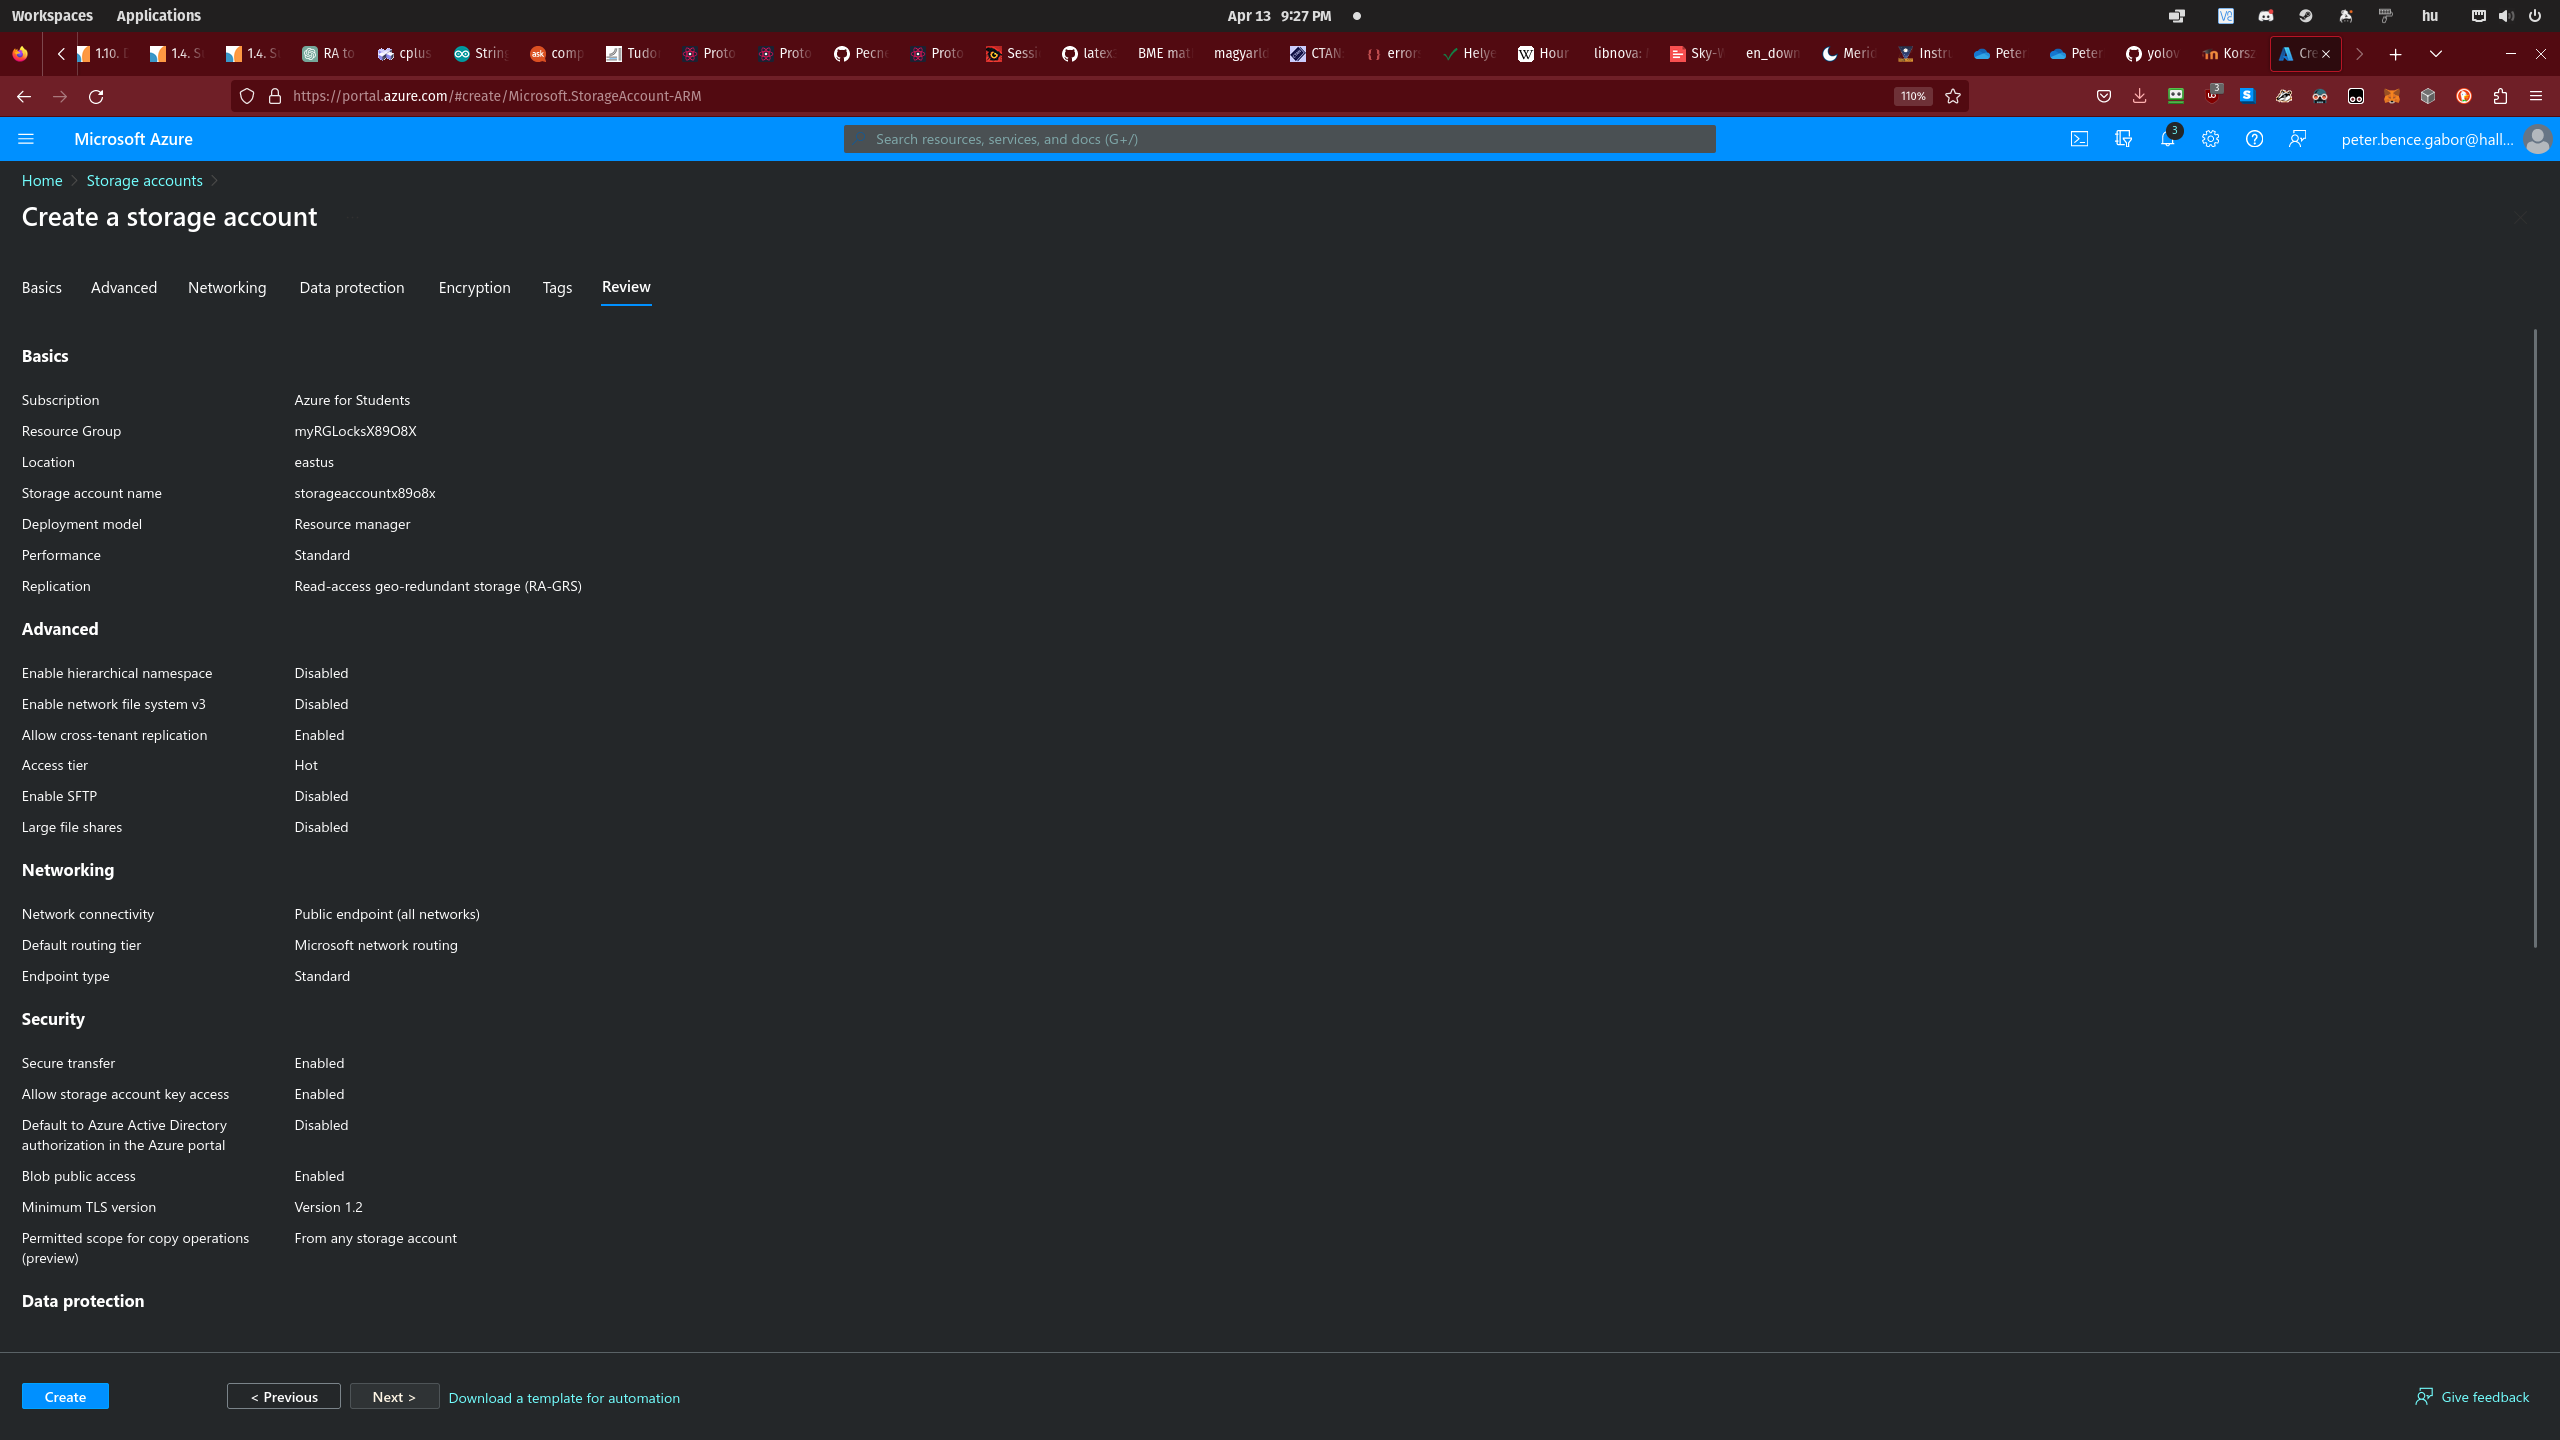 Workspaces Applications Apr 13 9:27 PM hu
1.10. 1.4. 1.4. RA to cplus String comp Tudo Proto Proto Pecne Proto Sessi latex BME mat magyarld CTAN: errors Helye Hour libnova: Sky-W en_down Merid Instru Peter Peter yolov Korsz Cre
https://portal.azure.com/#create/Microsoft.StorageAccount-ARM 110% 3
Microsoft Azure Search resources, services, and docs (G+/) 3 peter.bence.gabor@hall...
Home Storage accounts
Create a storage account
Basics Advanced Networking Data protection Encryption Tags Review
Basics
Subscription Azure for Students
Resource Group myRGLocksX89O8X
Location eastus
Storage account name storageaccountx89o8x
Deployment model Resource manager
Performance Standard
Replication Read-access geo-redundant storage (RA-GRS)
Advanced
Enable hierarchical namespace Disabled
Enable network file system v3 Disabled
Allow cross-tenant replication Enabled
Access tier Hot
Enable SFTP Disabled
Large file shares Disabled
Networking
Network connectivity Public endpoint (all networks)
Default routing tier Microsoft network routing
Endpoint type Standard
Security
Secure transfer Enabled
Allow storage account key access Enabled
Default to Azure Active Directory Disabled
authorization in the Azure portal
Blob public access Enabled
Minimum TLS version Version 1.2
Permitted scope for copy operations From any storage account
(preview)
Data protection
Create < Previous Next > Download a template for automation Give feedback